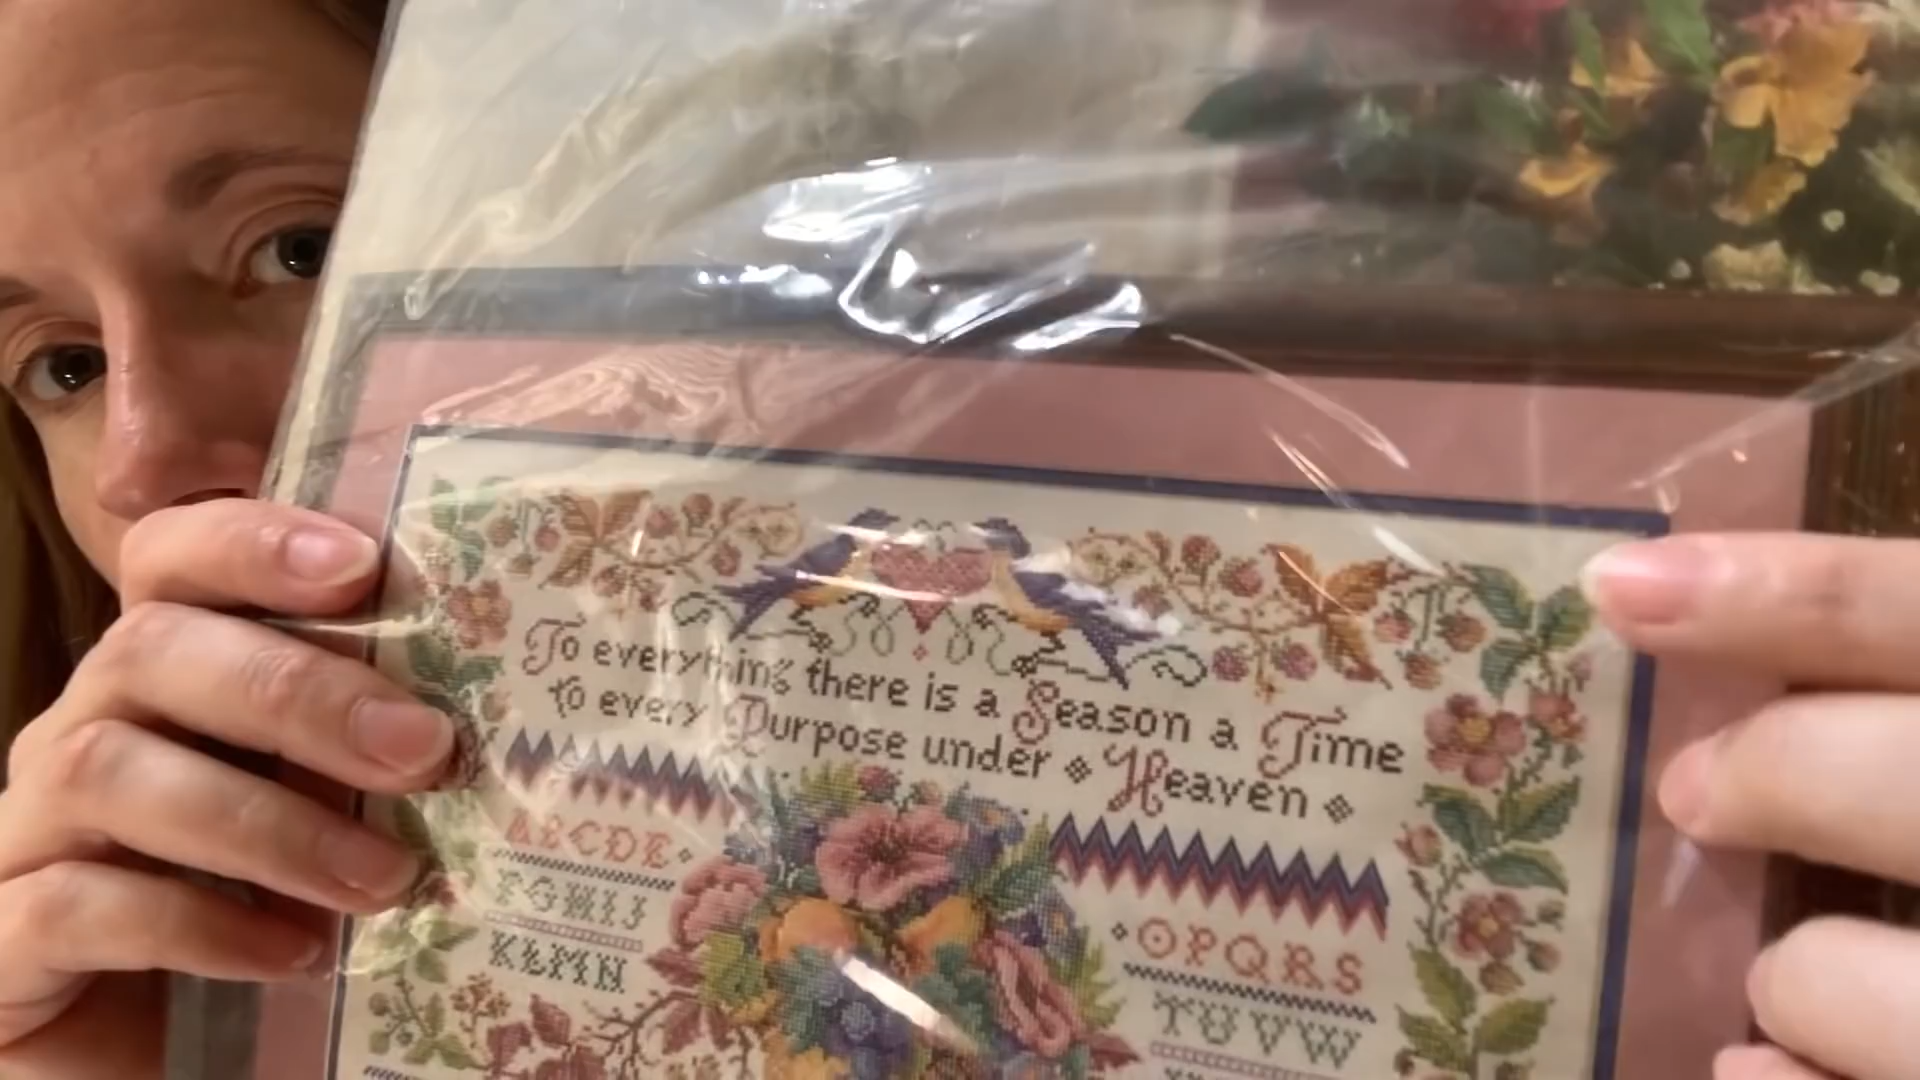 To everything there is a Season a Time
to every Purpose under Heaven
ABCDE
FGHIJ
KLMN
OPQRS
TUVW